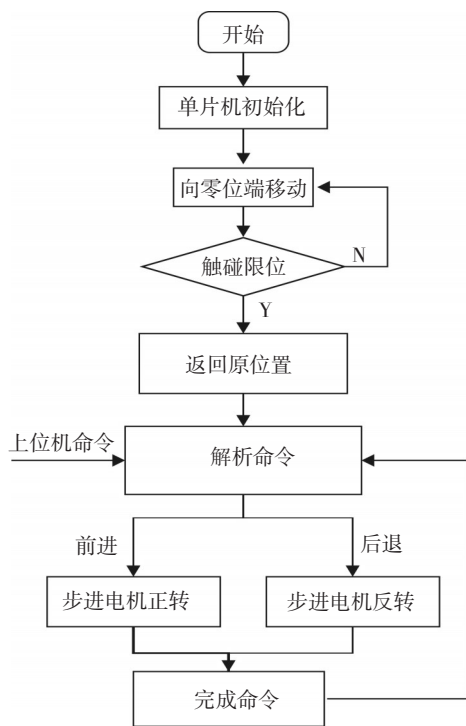 开始
单片机初始化
向零位端移动
触碰限位
N
Y
返回原位置
上位机命令
解析命令
前进
后退
步进电机正转
步进电机反转
完成命令